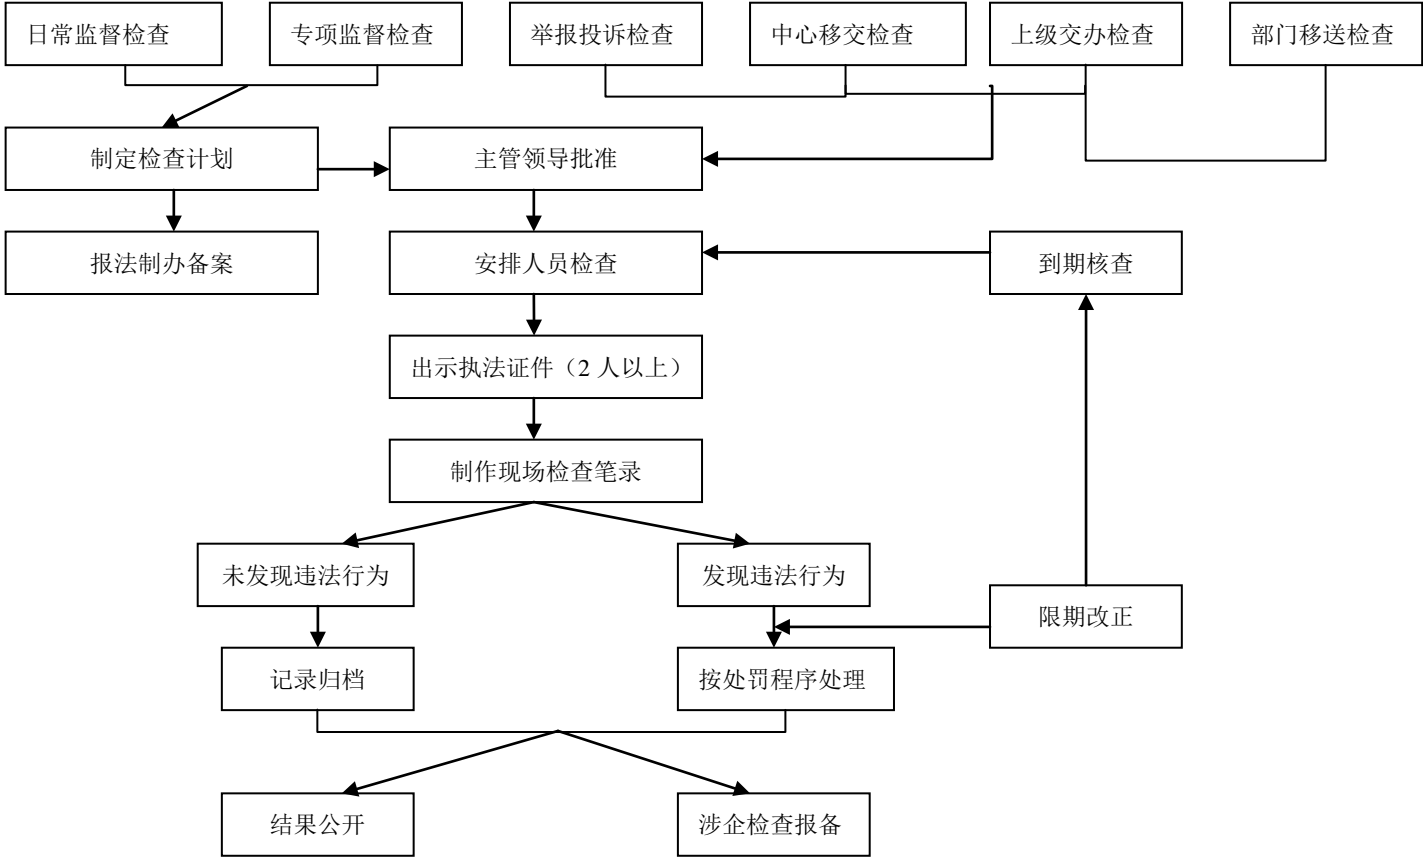 日常监督检查
专项监督检查
举报投诉检查
中心移交检查
上级交办检查
部门移送检查
制定检查计划
主管领导批准
报法制办备案
安排人员检查
到期核查
出示执法证件（2 人以上）
制作现场检查笔录
未发现违法行为
发现违法行为
限期改正
记录归档
按处罚程序处理
结果公开
涉企检查报备